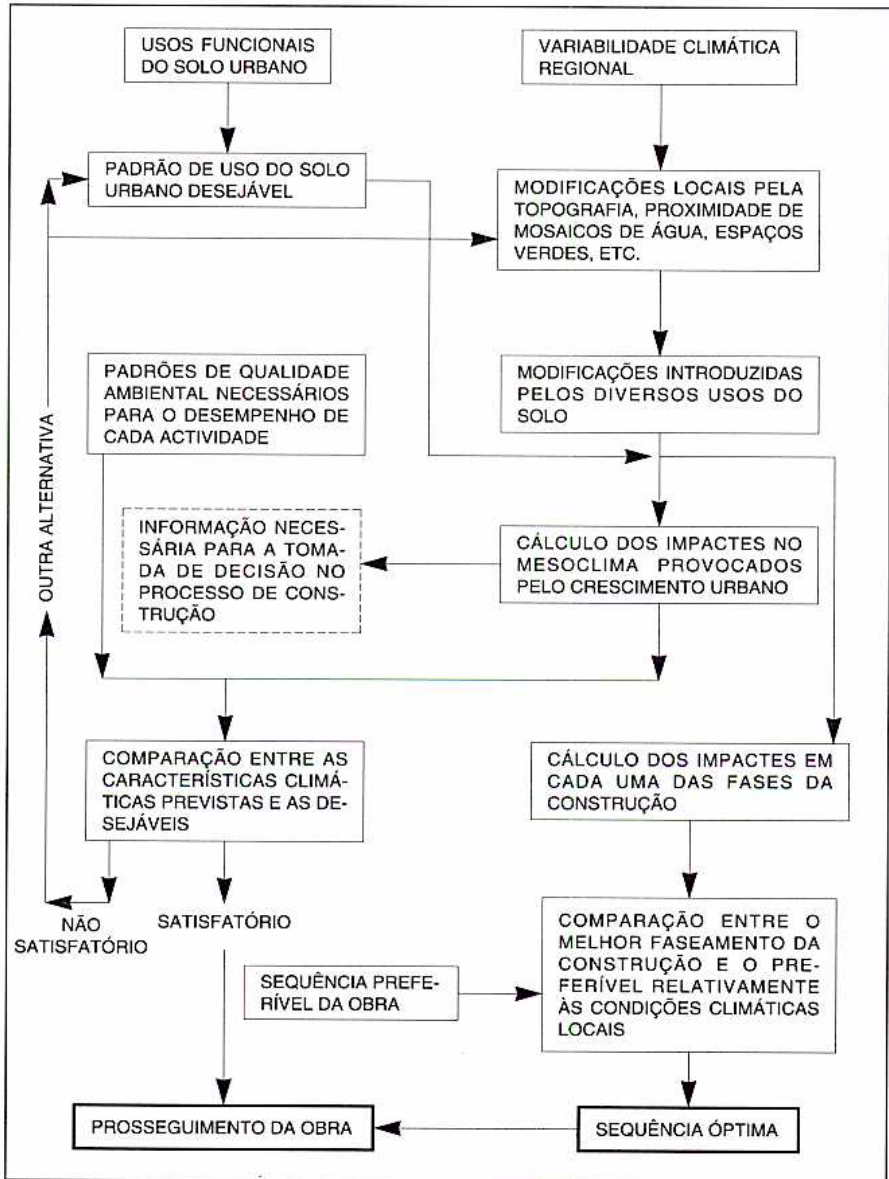 USOS FUNCIONAIS
DO SOLO URBANO
VARIABILIDADE CLIMÁTICA
REGIONAL
PADRÃO DE USO DO SOLO
URBANO DESEJÁVEL
MODIFICAÇÕES LOCAIS PELA
TOPOGRAFIA, PROXIMIDADE DE
MOSAICOS DE ÁGUA, ESPAÇOS
VERDES, ETC.
PADRÕES DE QUALIDADE
AMBIENTAL NECESSÁRIOS
PARA O DESEMPENHO DE
CADA ACTIVIDADE
MODIFICAÇÕES INTRODUZIDAS
PELOS DIVERSOS USOS DO
SOLO
OUTRA ALTERNATIVA
INFORMAÇÃO NECES-
SÁRIA PARA A TOMA-
DA DE DECISÃO NO
PROCESSO DE CONS-
TRUÇÃO
CÁLCULO DOS IMPACTES NO
MESOCLIMA PROVOCADOS
PELO CRESCIMENTO URBANO
COMPARAÇÃO ENTRE AS
CARACTERÍSTICAS CLIMÁ-
TICAS PREVISTAS E AS DE-
SEJÁVEIS
CÁLCULO DOS IMPACTES EM
CADA UMA DAS FASES DA
CONSTRUÇÃO
NÃO
SATISFATÓRIO
SATISFATÓRIO
COMPARAÇÃO ENTRE O
MELHOR FASEAMENTO DA
CONSTRUÇÃO E O PRE-
FERÍVEL RELATIVAMENTE
ÀS CONDIÇÕES CLIMÁTICAS
LOCAIS
SEQUÊNCIA PREFE-
RÍVEL DA OBRA
PROSSEGUIMENTO DA OBRA
SEQUÊNCIA ÓPTIMA